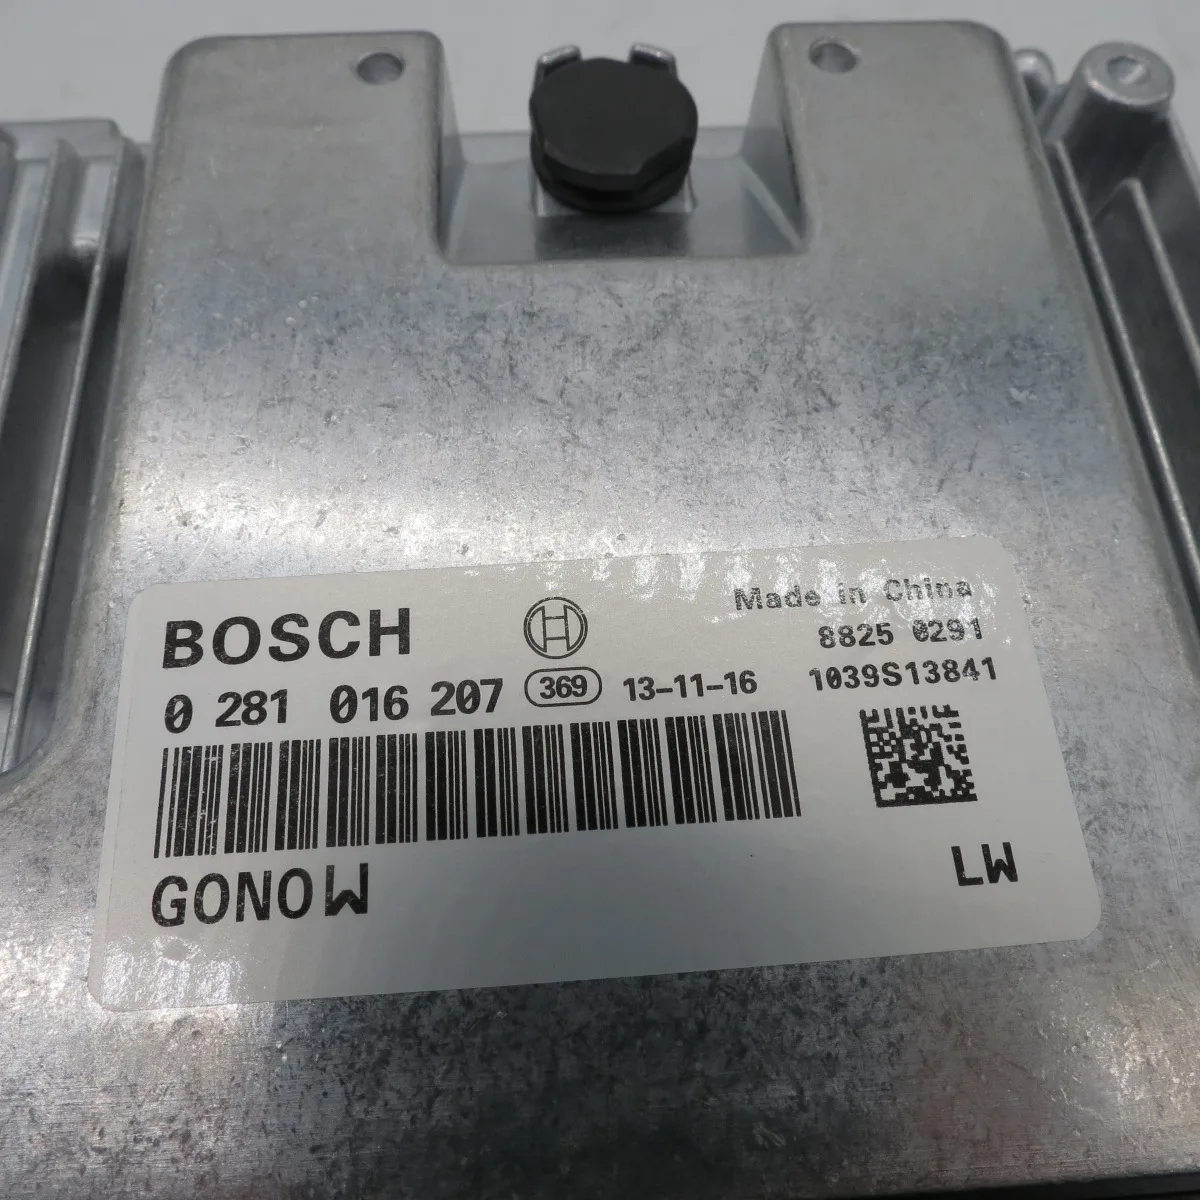 BOSCH
Made in China
8825 0291
0 281 016 207 369 13-11-16 1039S13841
GONOW
LW